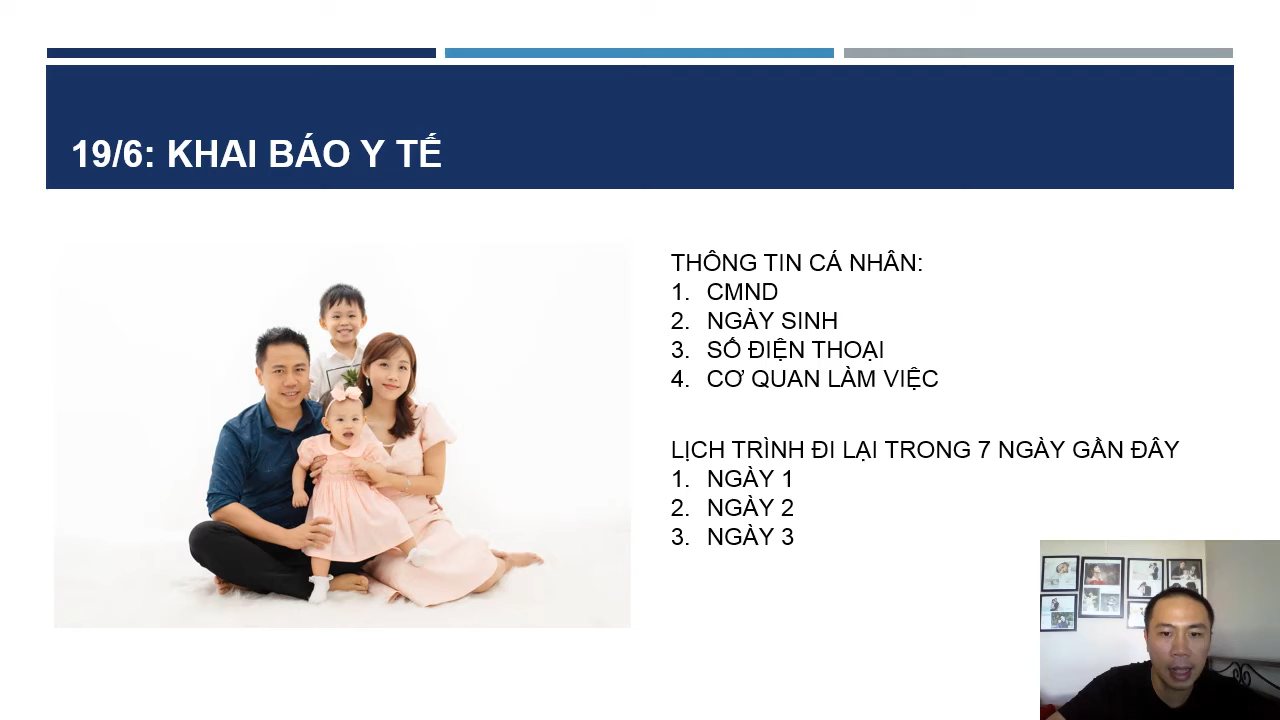 19/6: KHAI BÁO Y TẾ
THÔNG TIN CÁ NHÂN:
1. CMND
2. NGÀY SINH
3. SỐ ĐIỆN THOẠI
4. CƠ QUAN LÀM VIỆC
LỊCH TRÌNH ĐI LẠI TRONG 7 NGÀY GẦN ĐÂY
1. NGÀY 1
2. NGÀY 2
3. NGÀY 3